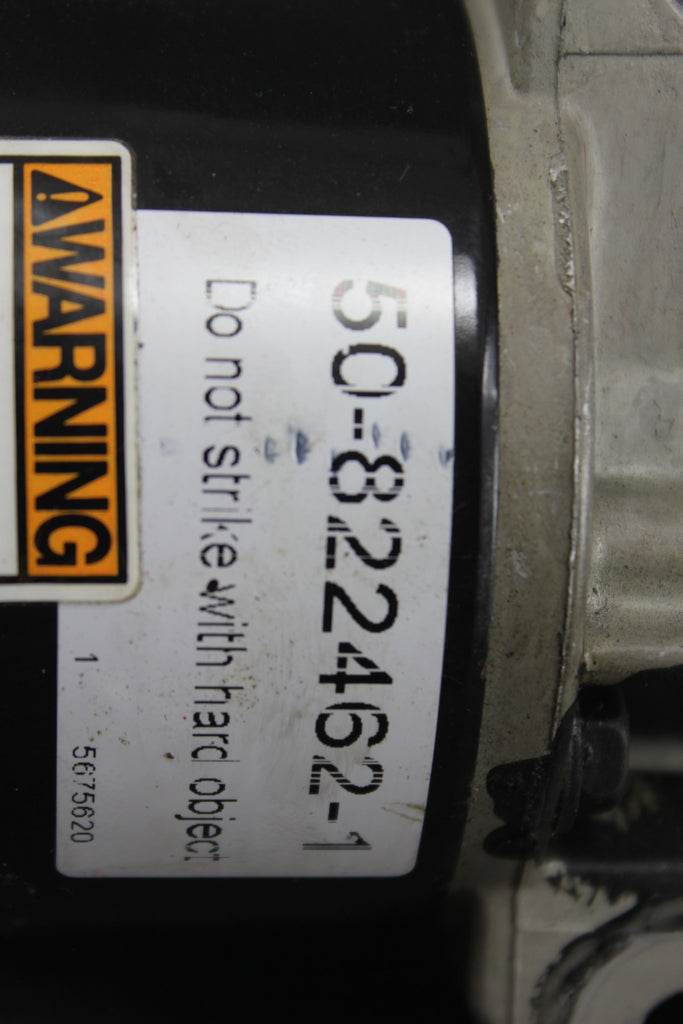 WARNING
50-822462-1
Do not strike with hard object
1 5675620